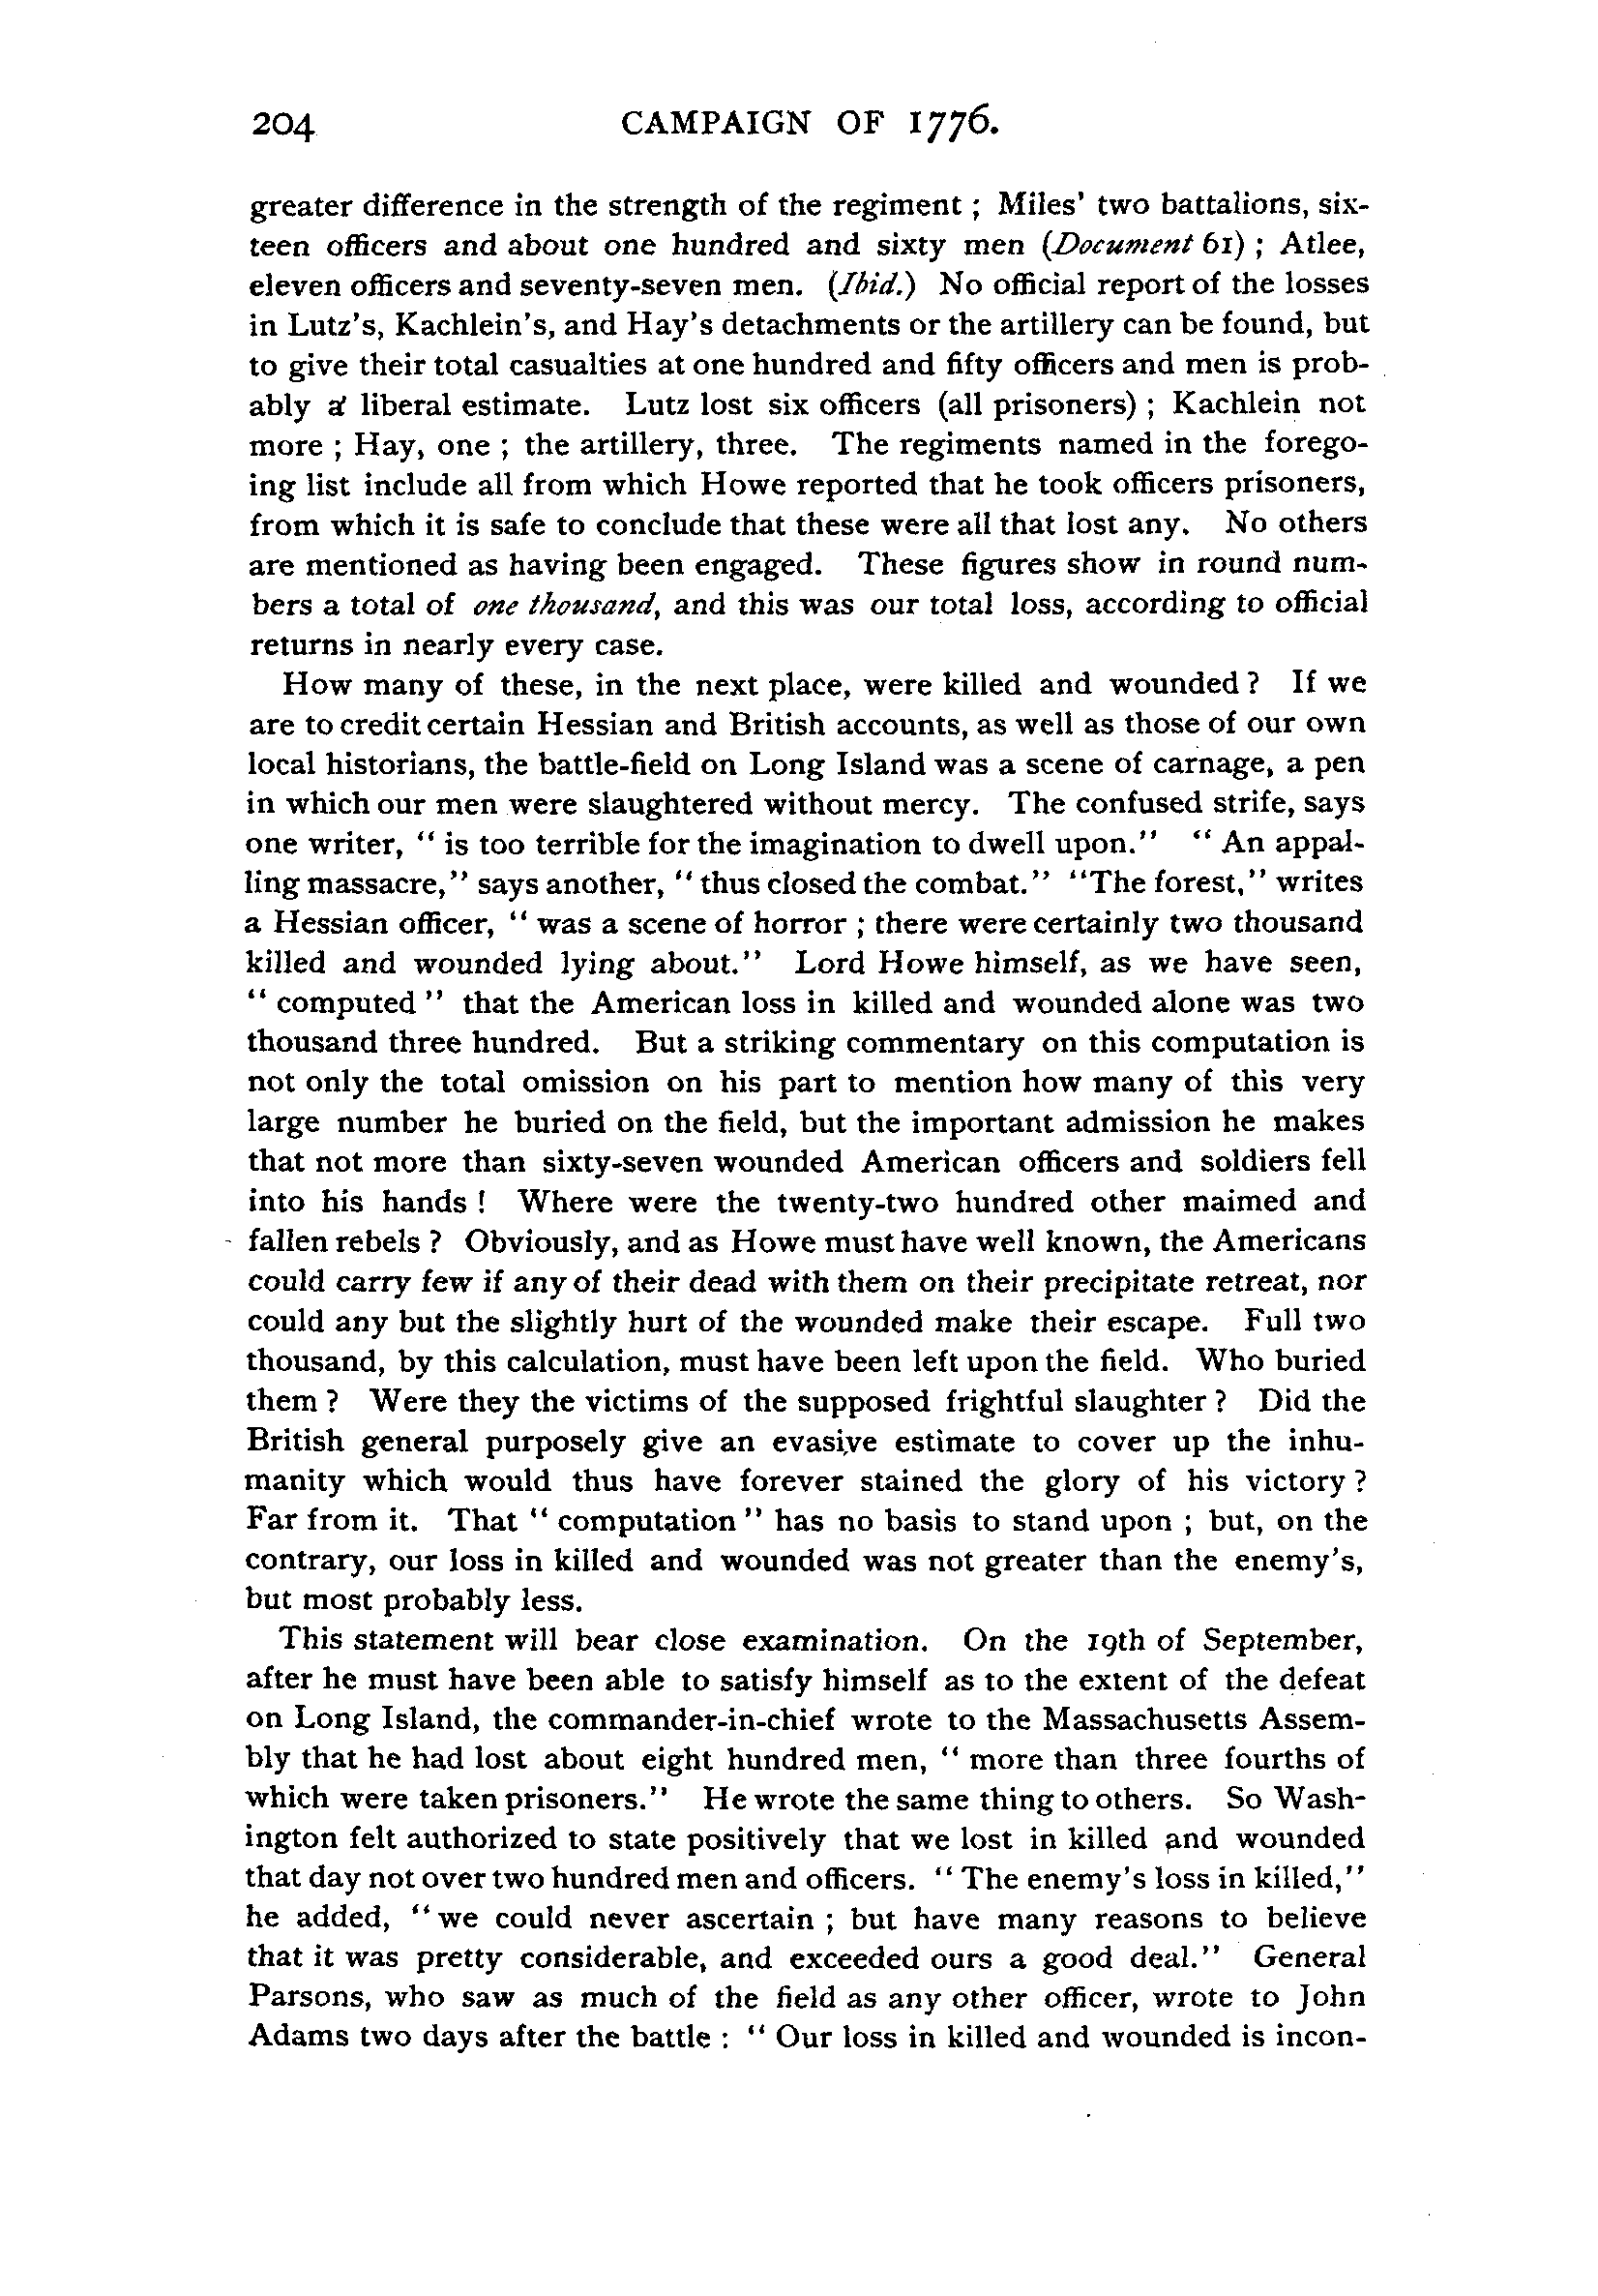 204 CAMPAIGN OF 1776.
greater difference in the strength of the regiment ; Miles' two battalions, six-
teen officers and about one hundred and sixty men (Document 61) ; Atlee,
eleven officers and seventy-seven men. (Ibid.) No official report of the losses
in Lutz's, Kachlein's, and Hay's detachments or the artillery can be found, but
to give their total casualties at one hundred and fifty officers and men is prob-
ably a liberal estimate. Lutz lost six officers (all prisoners) ; Kachlein not
more ; Hay, one ; the artillery, three. The regiments named in the forego-
ing list include all from which Howe reported that he took officers prisoners,
from which it is safe to conclude that these were all that lost any. No others
are mentioned as having been engaged. These figures show in round num-
bers a total of one thousand, and this was our total loss, according to official
returns in nearly every case.
How many of these, in the next place, were killed and wounded ? If we
are to credit certain Hessian and British accounts, as well as those of our own
local historians, the battle-field on Long Island was a scene of carnage, a pen
in which our men were slaughtered without mercy. The confused strife, says
one writer, " is too terrible for the imagination to dwell upon." " An appal-
ling massacre," says another, " thus closed the combat." "The forest," writes
a Hessian officer, " was a scene of horror ; there were certainly two thousand
killed and wounded lying about." Lord Howe himself, as we have seen,
" computed " that the American loss in killed and wounded alone was two
thousand three hundred. But a striking commentary on this computation is
not only the total omission on his part to mention how many of this very
large number he buried on the field, but the important admission he makes
that not more than sixty-seven wounded American officers and soldiers fell
into his hands ! Where were the twenty-two hundred other maimed and
fallen rebels ? Obviously, and as Howe must have well known, the Americans
could carry few if any of their dead with them on their precipitate retreat, nor
could any but the slightly hurt of the wounded make their escape. Full two
thousand, by this calculation, must have been left upon the field. Who buried
them ? Were they the victims of the supposed frightful slaughter ? Did the
British general purposely give an evasive estimate to cover up the inhu-
manity which would thus have forever stained the glory of his victory ?
Far from it. That " computation " has no basis to stand upon ; but, on the
contrary, our loss in killed and wounded was not greater than the enemy's,
but most probably less.
This statement will bear close examination. On the 19th of September,
after he must have been able to satisfy himself as to the extent of the defeat
on Long Island, the commander-in-chief wrote to the Massachusetts Assem-
bly that he had lost about eight hundred men, " more than three fourths of
which were taken prisoners." He wrote the same thing to others. So Wash-
ington felt authorized to state positively that we lost in killed and wounded
that day not over two hundred men and officers. " The enemy's loss in killed,"
he added, " we could never ascertain ; but have many reasons to believe
that it was pretty considerable, and exceeded ours a good deal." General
Parsons, who saw as much of the field as any other officer, wrote to John
Adams two days after the battle : " Our loss in killed and wounded is incon-